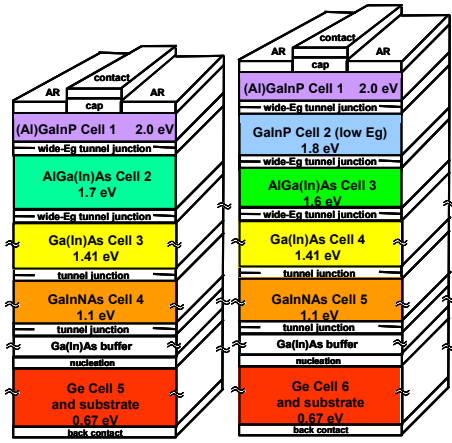 contact
AR
AR
cap
(Al)GaInP Cell 1 2.0 eV
wide-Eg tunnel junction
AlGa(In)As Cell 2
1.7 eV
wide-Eg tunnel junction
Ga(In)As Cell 3
1.41 eV
tunnel junction
GaInNAs Cell 4
1.1 eV
tunnel junction
Ga(In)As buffer
nucleation
Ge Cell 5
and substrate
0.67 eV
back contact
contact
AR
AR
cap
(Al)GaInP Cell 1 2.0 eV
wide-Eg tunnel junction
GaInP Cell 2 (low Eg)
1.8 eV
wide-Eg tunnel junction
AlGa(In)As Cell 3
1.6 eV
wide-Eg tunnel junction
Ga(In)As Cell 4
1.41 eV
tunnel junction
GaInNAs Cell 5
1.1 eV
tunnel junction
Ga(In)As buffer
nucleation
Ge Cell 6
and substrate
0.67 eV
back contact